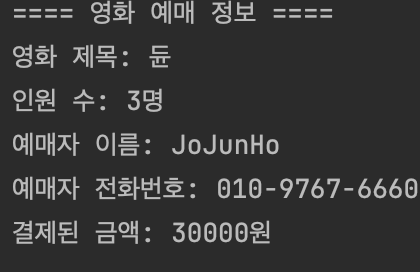 ==== 영화 예매 정보 ====
영화 제목: 듄
인원 수: 3명
예매자 이름: JoJunHo
예매자 전화번호: 010-9767-6660
결제된 금액: 30000원